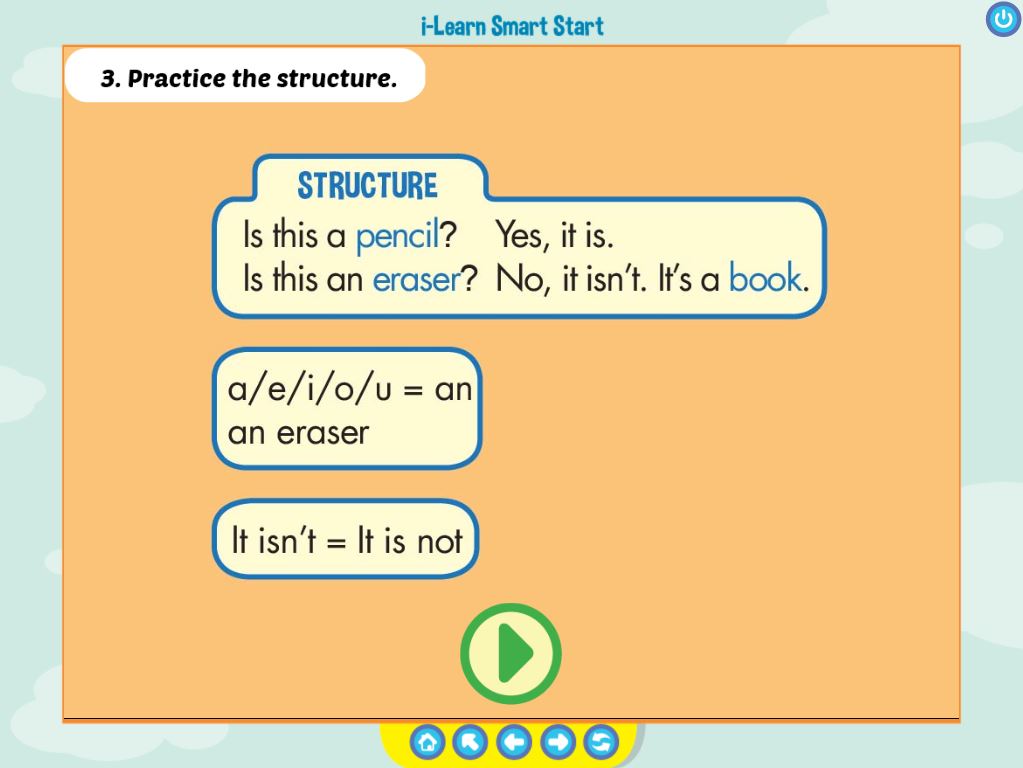 i-Learn Smart Start
3. Practice the structure.
STRUCTURE
Is this a pencil? Yes, it is.
Is this an eraser? No, it isn't. It's a book.
a/e/i/o/u = an
an eraser
It isn't = It is not